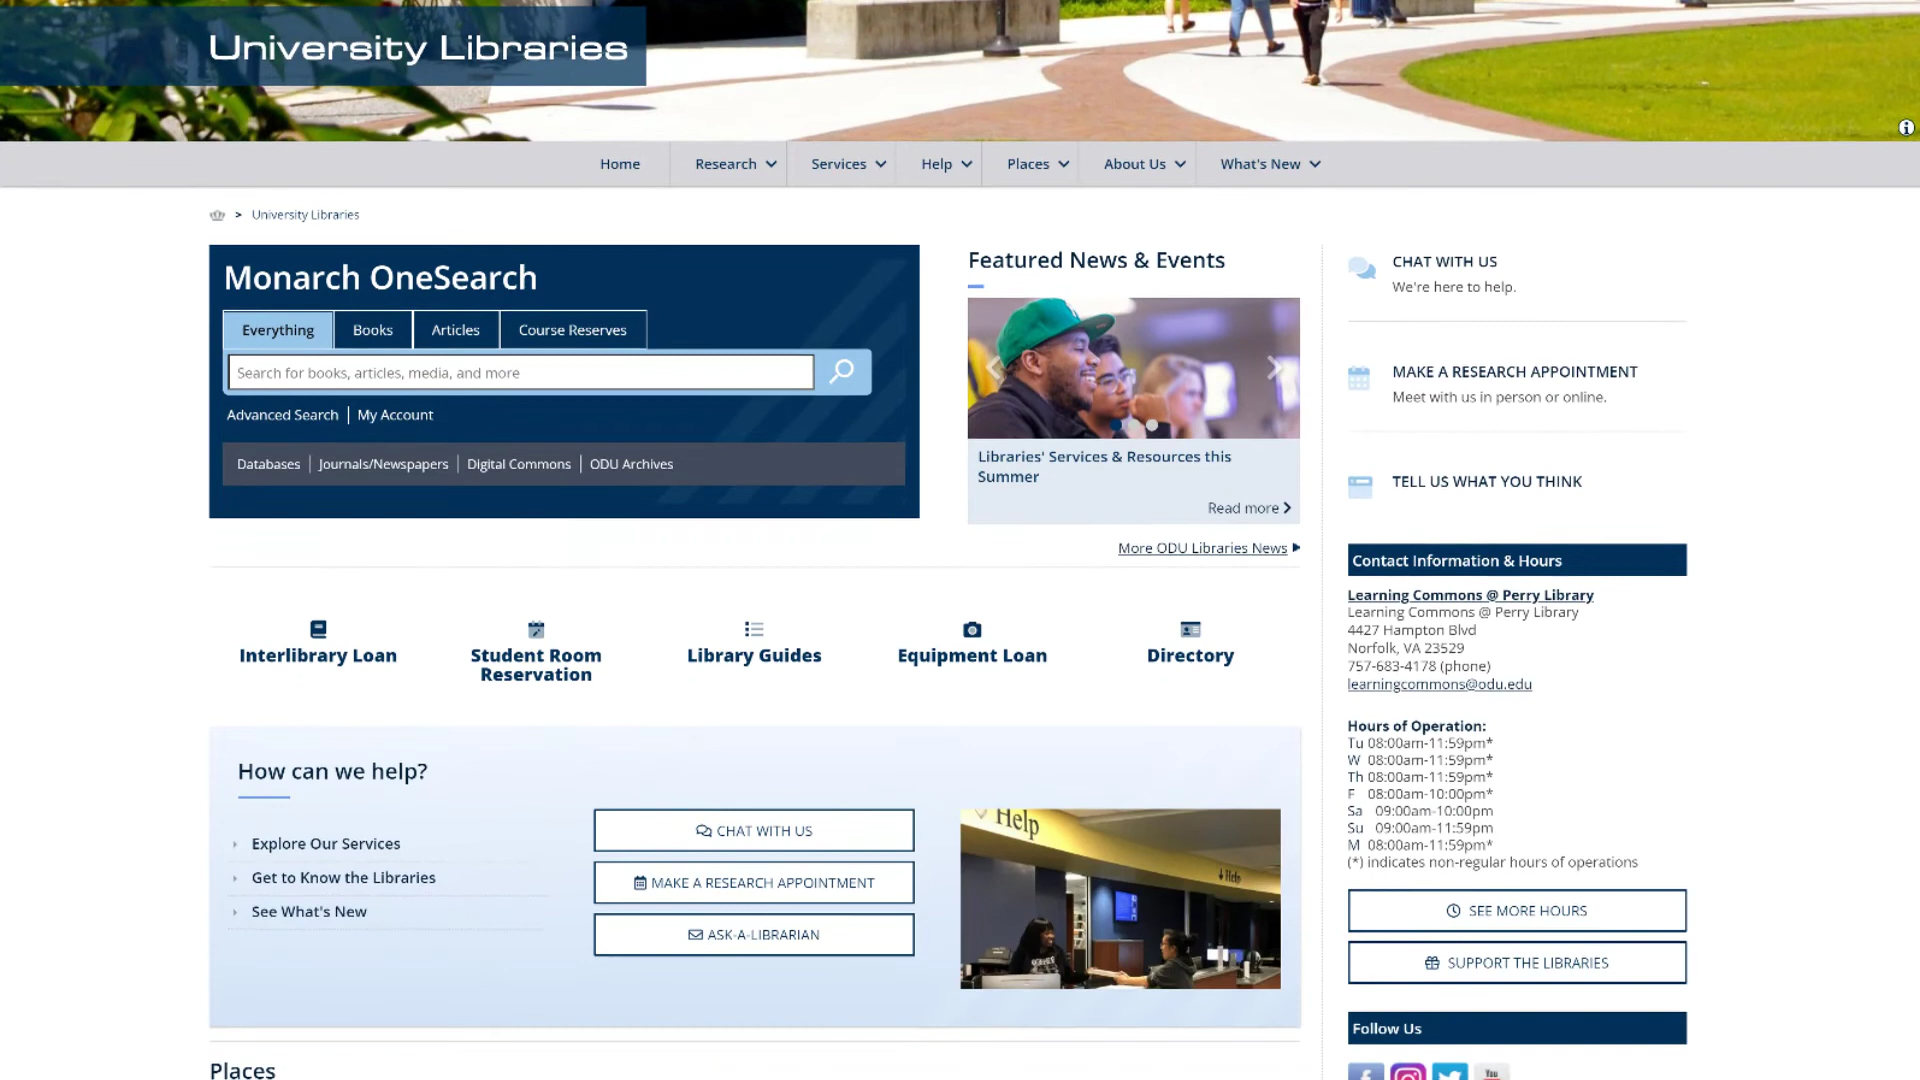 University Libraries
Home
Research
Services
Help
Places
About Us
What's New
> University Libraries
Monarch OneSearch
Everything
Books
Articles
Course Reserves
Search for books, articles, media, and more
Advanced Search | My Account
Databases | Journals/Newspapers | Digital Commons | ODU Archives
Featured News & Events
Libraries' Services & Resources this
Summer
Read more
More ODU Libraries News
CHAT WITH US
We're here to help.
MAKE A RESEARCH APPOINTMENT
Meet with us in person or online.
TELL US WHAT YOU THINK
Contact Information & Hours
Learning Commons @ Perry Library
Learning Commons @ Perry Library
4427 Hampton Blvd
Norfolk, VA 23529
757-683-4178 (phone)
learningcommons@odu.edu
Hours of Operation:
Tu 08:00am-11:59pm*
W 08:00am-11:59pm*
Th 08:00am-11:59pm*
F 08:00am-10:00pm*
Sa 09:00am-10:00pm
Su 09:00am-11:59pm
M 08:00am-11:59pm*
(*) indicates non-regular hours of operations
SEE MORE HOURS
SUPPORT THE LIBRARIES
Follow Us
You
Interlibrary Loan
Student Room
Reservation
Library Guides
Equipment Loan
Directory
How can we help?
Explore Our Services
Get to Know the Libraries
See What's New
CHAT WITH US
MAKE A RESEARCH APPOINTMENT
ASK-A-LIBRARIAN
Help
Help
Places